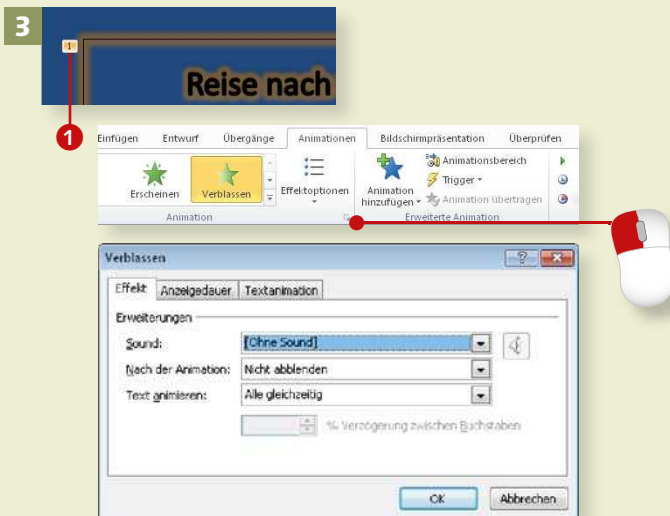 3
1
Reise nach
1
Einfügen Entwurf Übergänge Animationen Bildschirmpräsentation Überprüfen
Erscheinen Verblassen Effektoptionen Animation hinzufügen Animationsbereich
Trigger
Animation übertragen
Animation Erweiterte Animation
Verblassen
Effekt Anzeigedauer Textanimation
Erweiterungen
Sound: [Ohne Sound]
Nach der Animation: Nicht abblenden
Text animieren: Alle gleichzeitig
% Verzögerung zwischen Buchstaben
OK Abbrechen